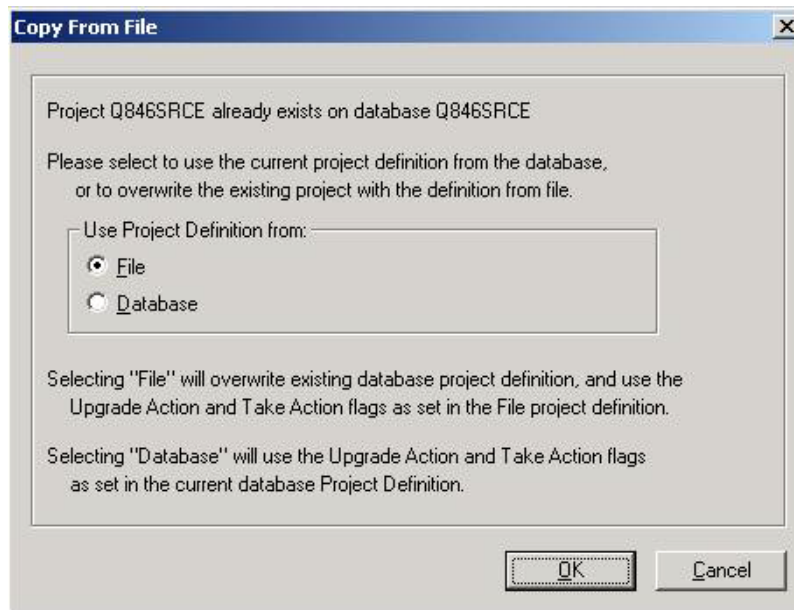 Copy From File
Project Q846SRCE already exists on database Q846SRCE
Please select to use the current project definition from the database,
or to overwrite the existing project with the definition from file.
Use Project Definition from:
File
Database
Selecting "File" will overwrite existing database project definition, and use the
Upgrade Action and Take Action flags as set in the File project definition.
Selecting "Database" will use the Upgrade Action and Take Action flags
as set in the current database Project Definition.
OK
Cancel